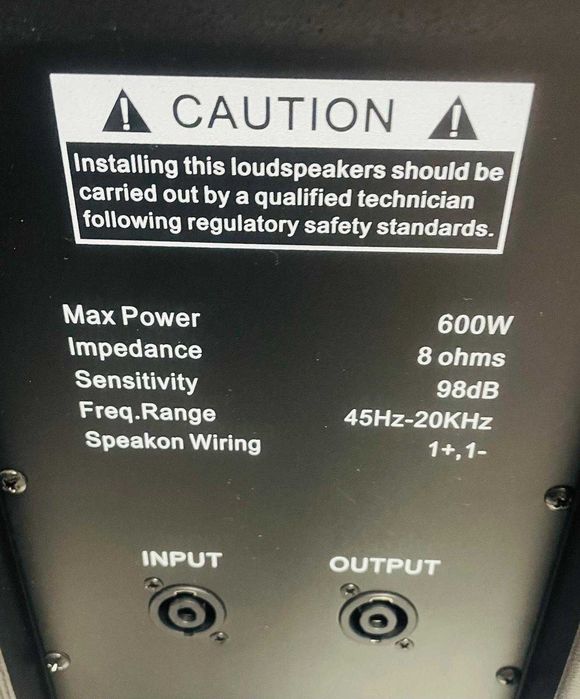 CAUTION
Installing this loudspeakers should be
carried out by a qualified technician
following regulatory safety standards.
Max Power 600W
Impedance 8 ohms
Sensitivity 98dB
Freq.Range 45Hz-20KHz
Speakon Wiring 1+,1-
INPUT OUTPUT